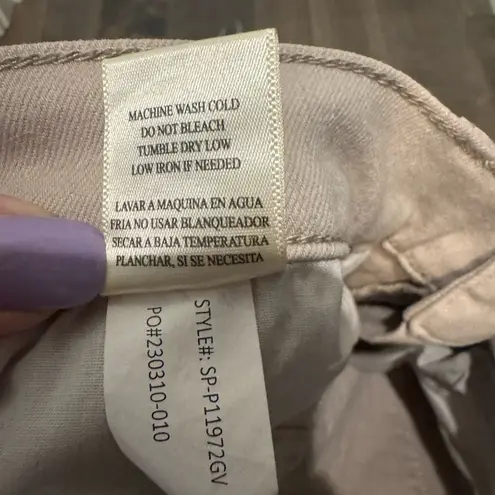 MACHINE WASH COLD
DO NOT BLEACH
TUMBLE DRY LOW
LOW IRON IF NEEDED
LAVAR A MAQUINA EN AGUA
FRIA NO USAR BLANQUEADOR
SECAR A BAJA TEMPERATURA
PLANCHAR, SI SE NECESITA
STYLE#: SP-P11972GV
PO#230310-010